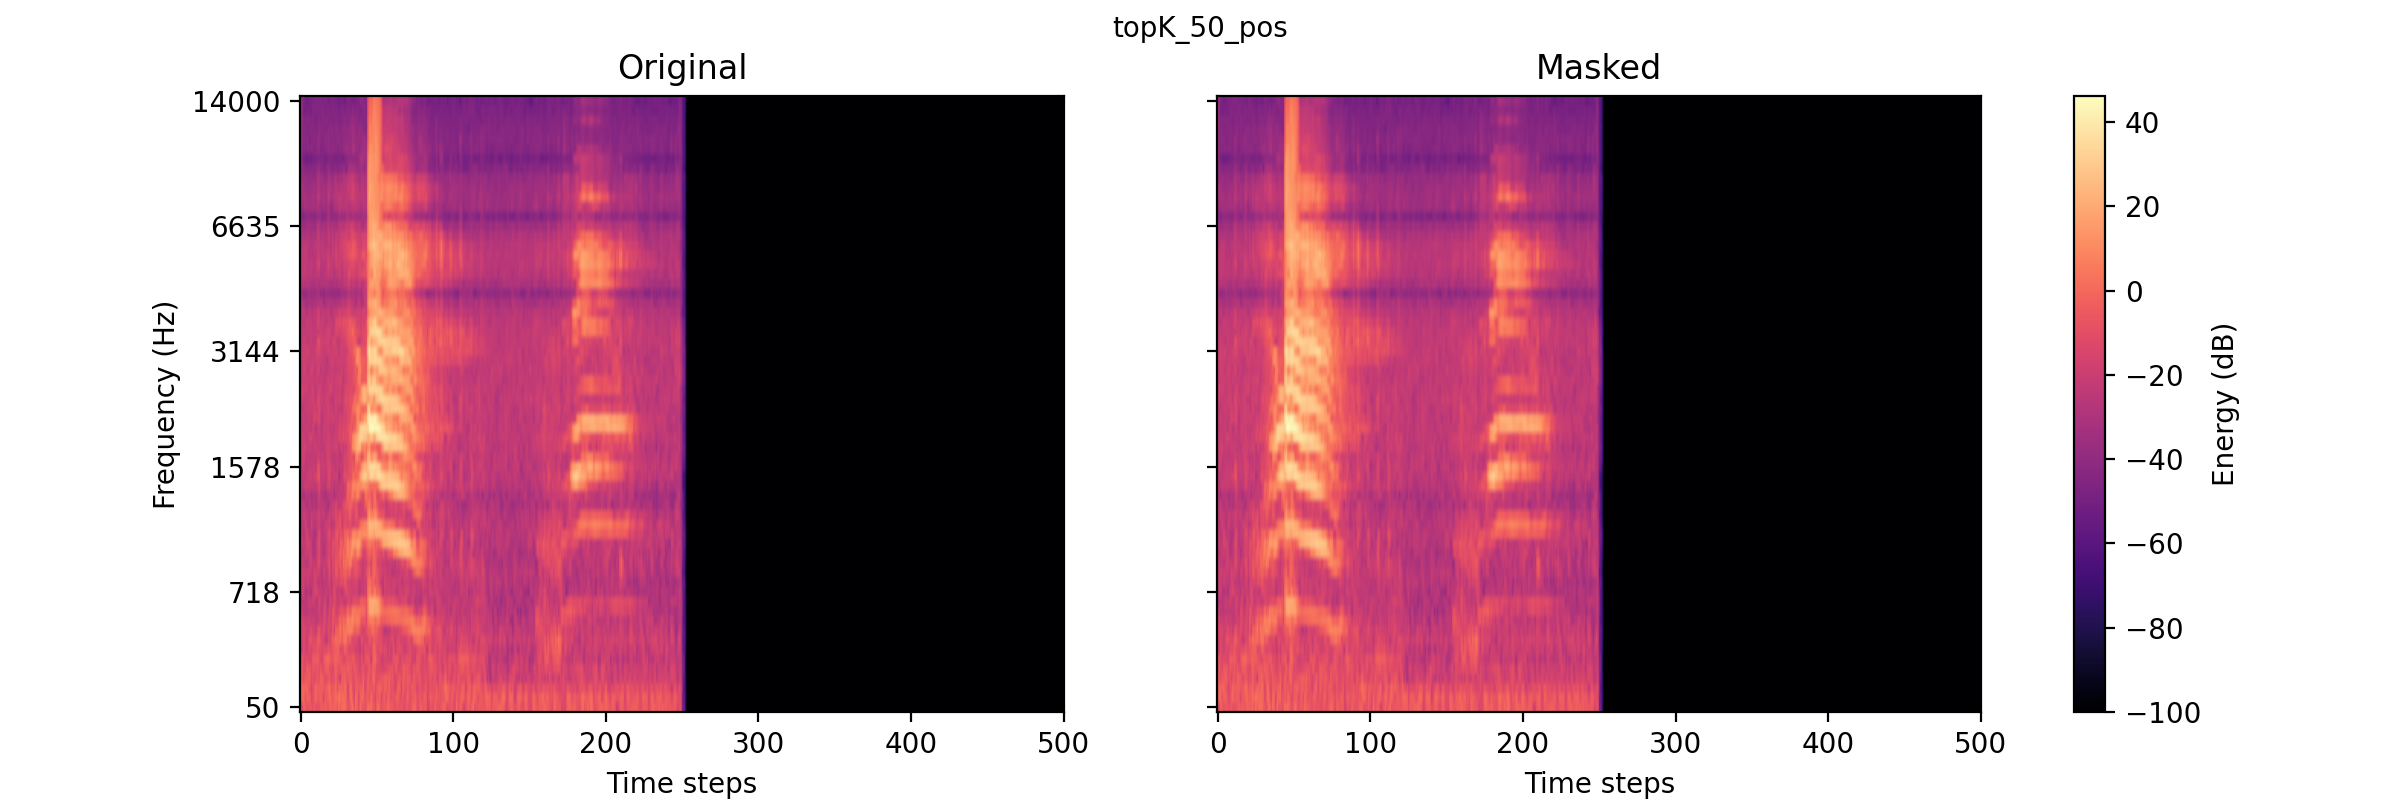 topK_50_pos
Original
Masked
14000
6635
3144
1578
718
50
Frequency (Hz)
0 100 200 300 400 500
Time steps
0 100 200 300 400 500
Time steps
40
20
0
−20
−40
−60
−80
−100
Energy (dB)